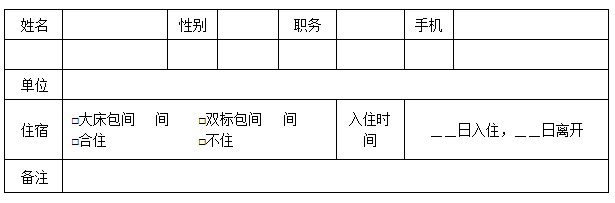 姓名 性别 职务 手机
单位
住宿 □大床包间 间 □双标包间 间 入住时间 __日入住，__日离开
□合住 □不住
备注